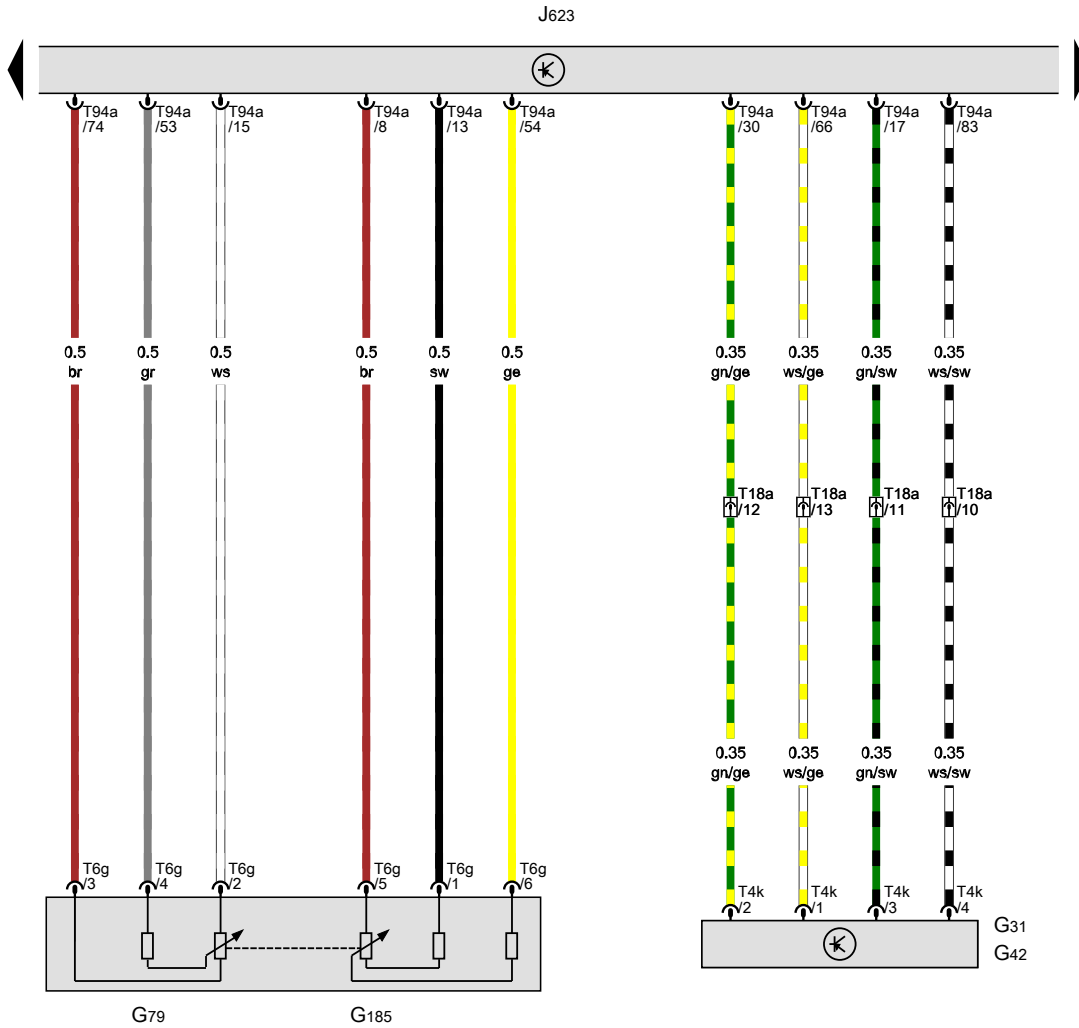 J623
T94a T94a T94a T94a T94a T94a T94a T94a T94a T94a
/74 /53 /15 /8 /13 /54 /30 /66 /17 /83
0.5 0.5 0.5 0.5 0.5 0.5 0.35 0.35 0.35 0.35
br gr ws br sw ge gn/ge ws/ge gn/sw ws/sw
T18a T18a T18a T18a
/12 /13 /11 /10
0.35 0.35 0.35 0.35
gn/ge ws/ge gn/sw ws/sw
T6g T6g T6g T6g T6g T6g
/3 /4 /2 /5 /1 /6
T4k T4k T4k T4k
/2 /1 /3 /4
G31
G42
G79 G185